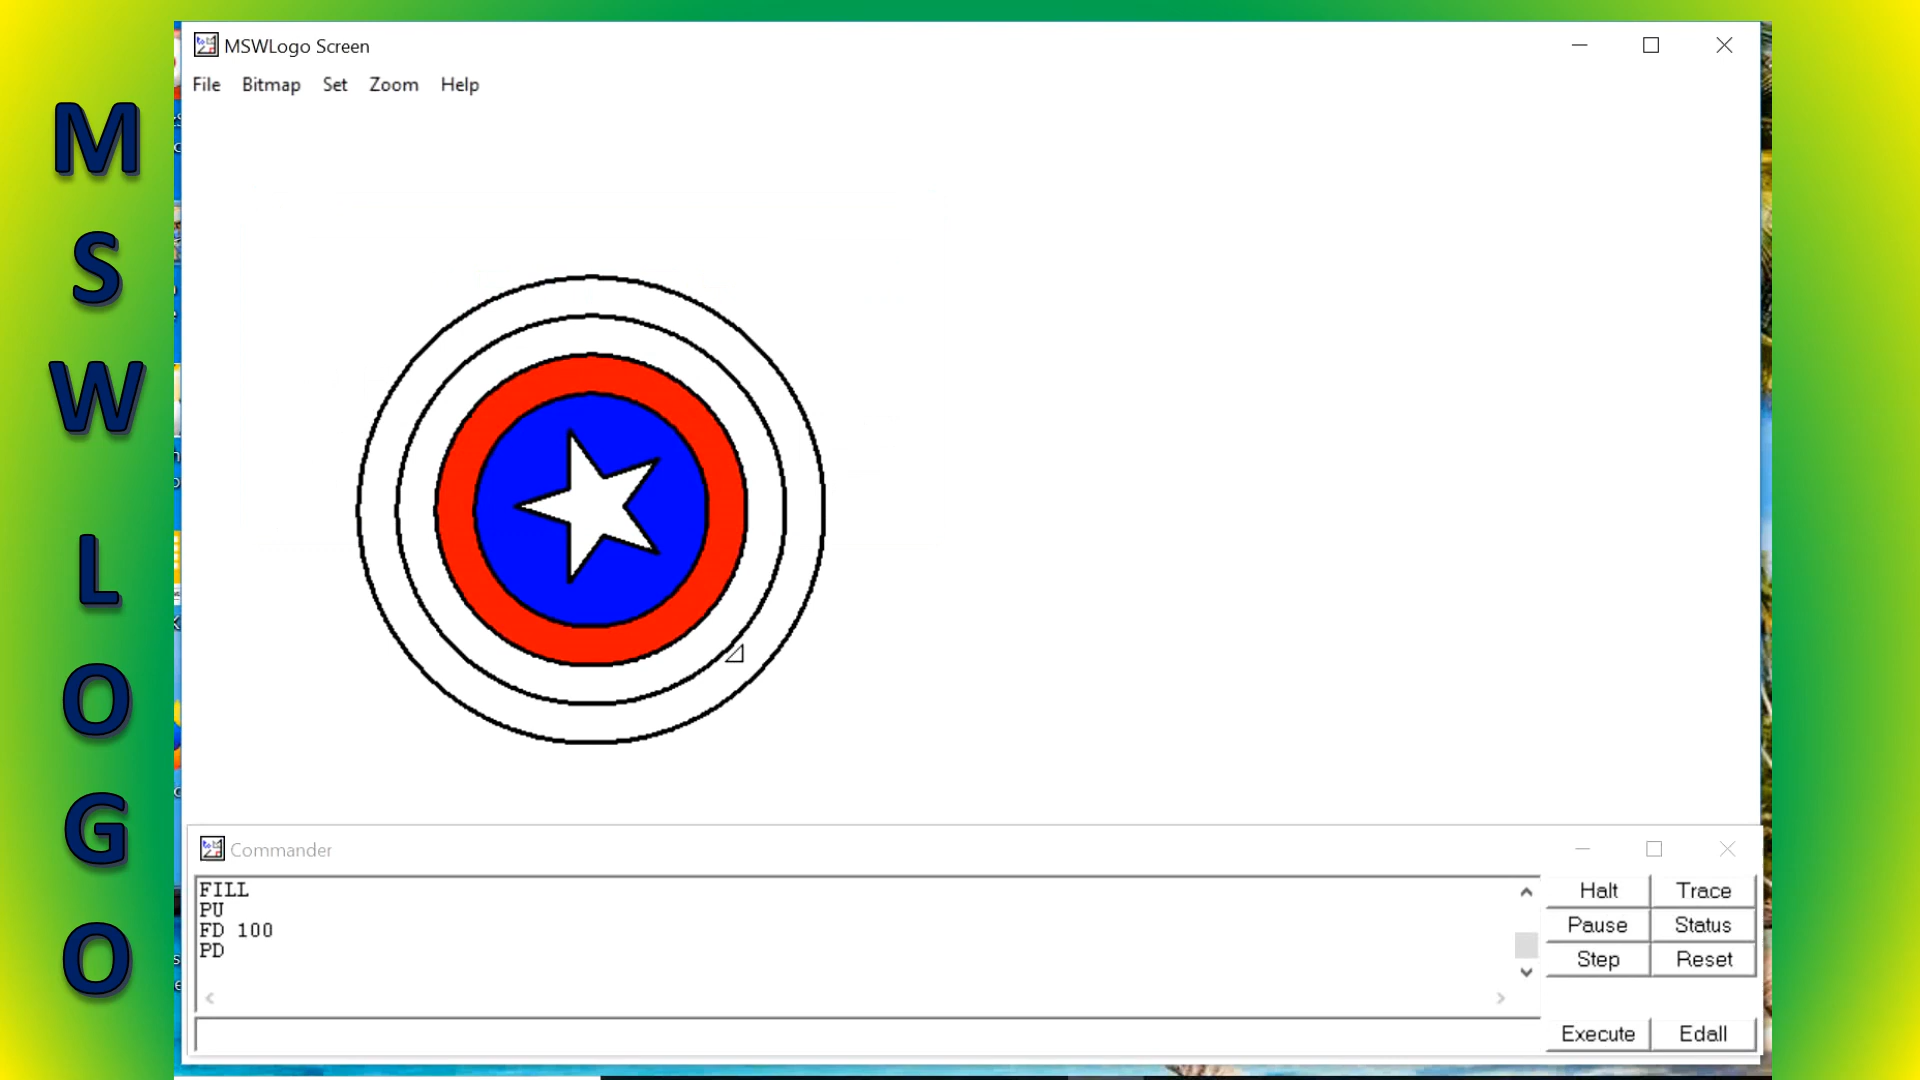 M
S
W
L
O
G
O
MSWLogo Screen
File Bitmap Set Zoom Help
Commander
FILL
PU
FD 100
PD
Halt Trace
Pause Status
Step Reset
Execute Edall